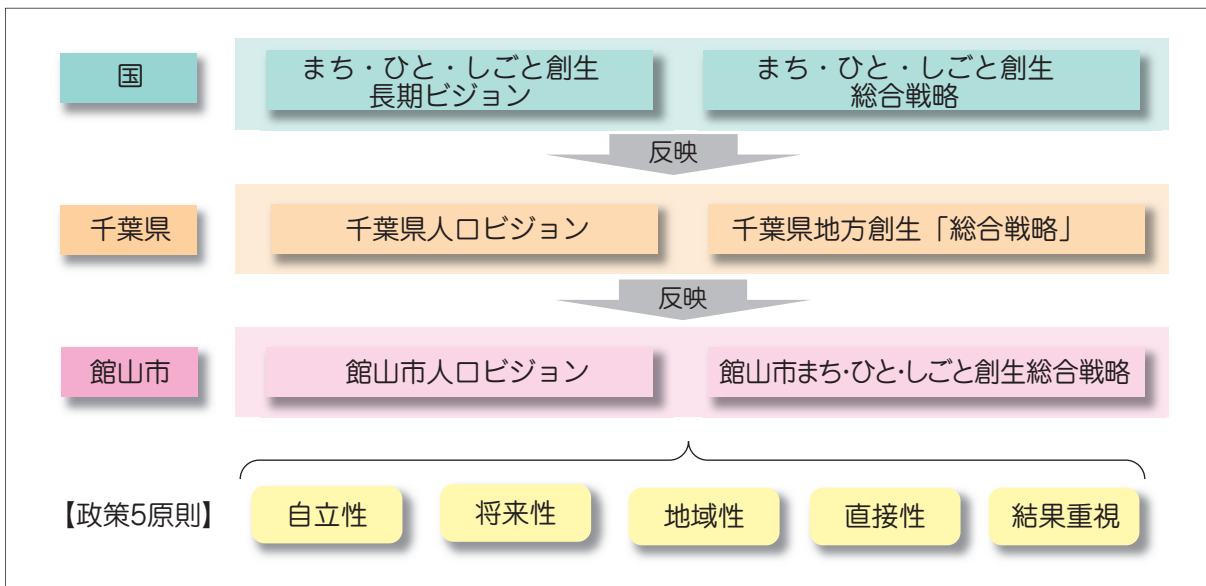 国
まち・ひと・しごと創生
長期ビジョン
まち・ひと・しごと創生
総合戦略
反映
千葉県
千葉県人口ビジョン
千葉県地方創生「総合戦略」
反映
館山市
館山市人口ビジョン
館山市まち・ひと・しごと創生総合戦略
【政策5原則】
自立性
将来性
地域性
直接性
結果重視